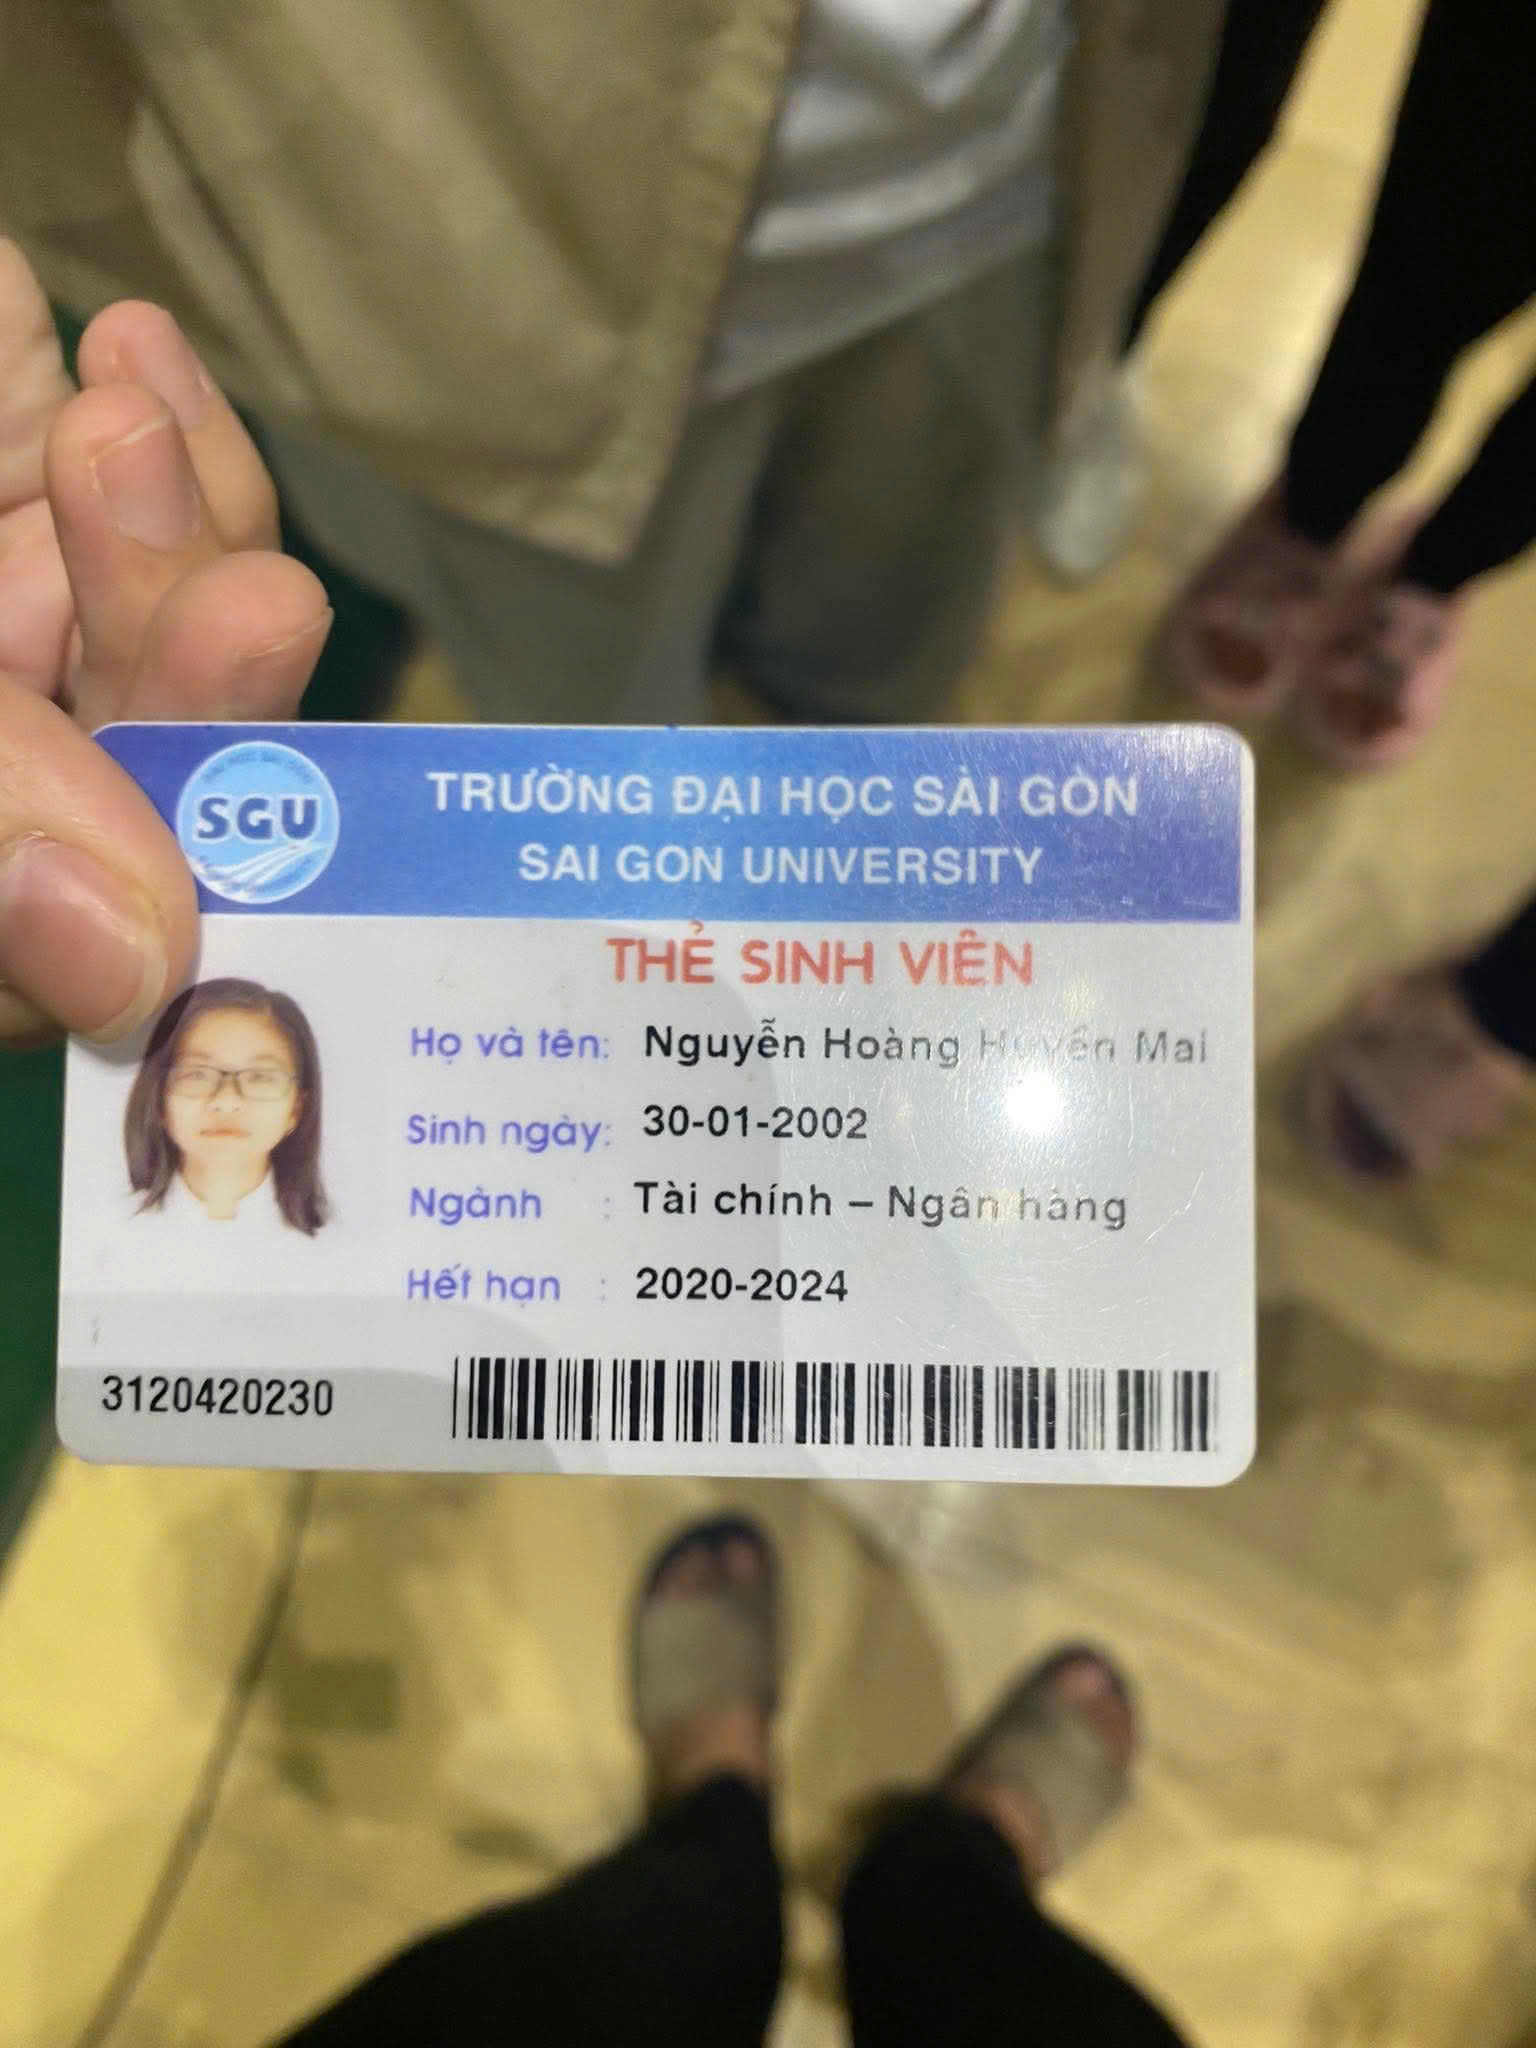 SGU
TRƯỜNG ĐẠI HỌC SÀI GÒN
SAI GON UNIVERSITY
THẺ SINH VIÊN
Họ và tên: Nguyễn Hoàng Huyền Mai
Sinh ngày: 30-01-2002
Ngành : Tài chính – Ngân hàng
Hết hạn : 2020-2024
3120420230